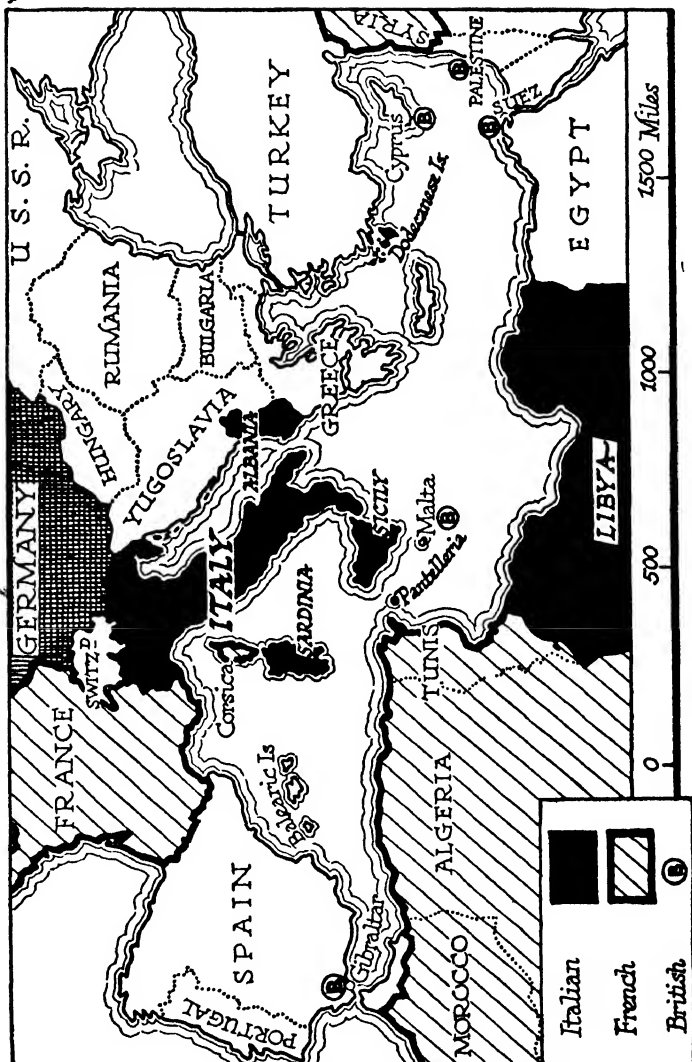 U.S.S.R.
GERMANY
FRANCE
SWITZD
HUNGARY
RUMANIA
YUGOSLAVIA
BULGARIA
TURKEY
SYRIA
ITALY
ALBANIA
GREECE
Corsica
SARDINIA
SICILY
Balearic Is
SPAIN
PORTUGAL
Gibraltar
B
Malta
B
Pantelleria
Dodecanese Is.
Cyprus
B
PALESTINE
B
SUEZ
B
MOROCCO
ALGERIA
TUNIS
LIBYA
EGYPT
0 500 1000 1500 Miles
Italian
French
British B